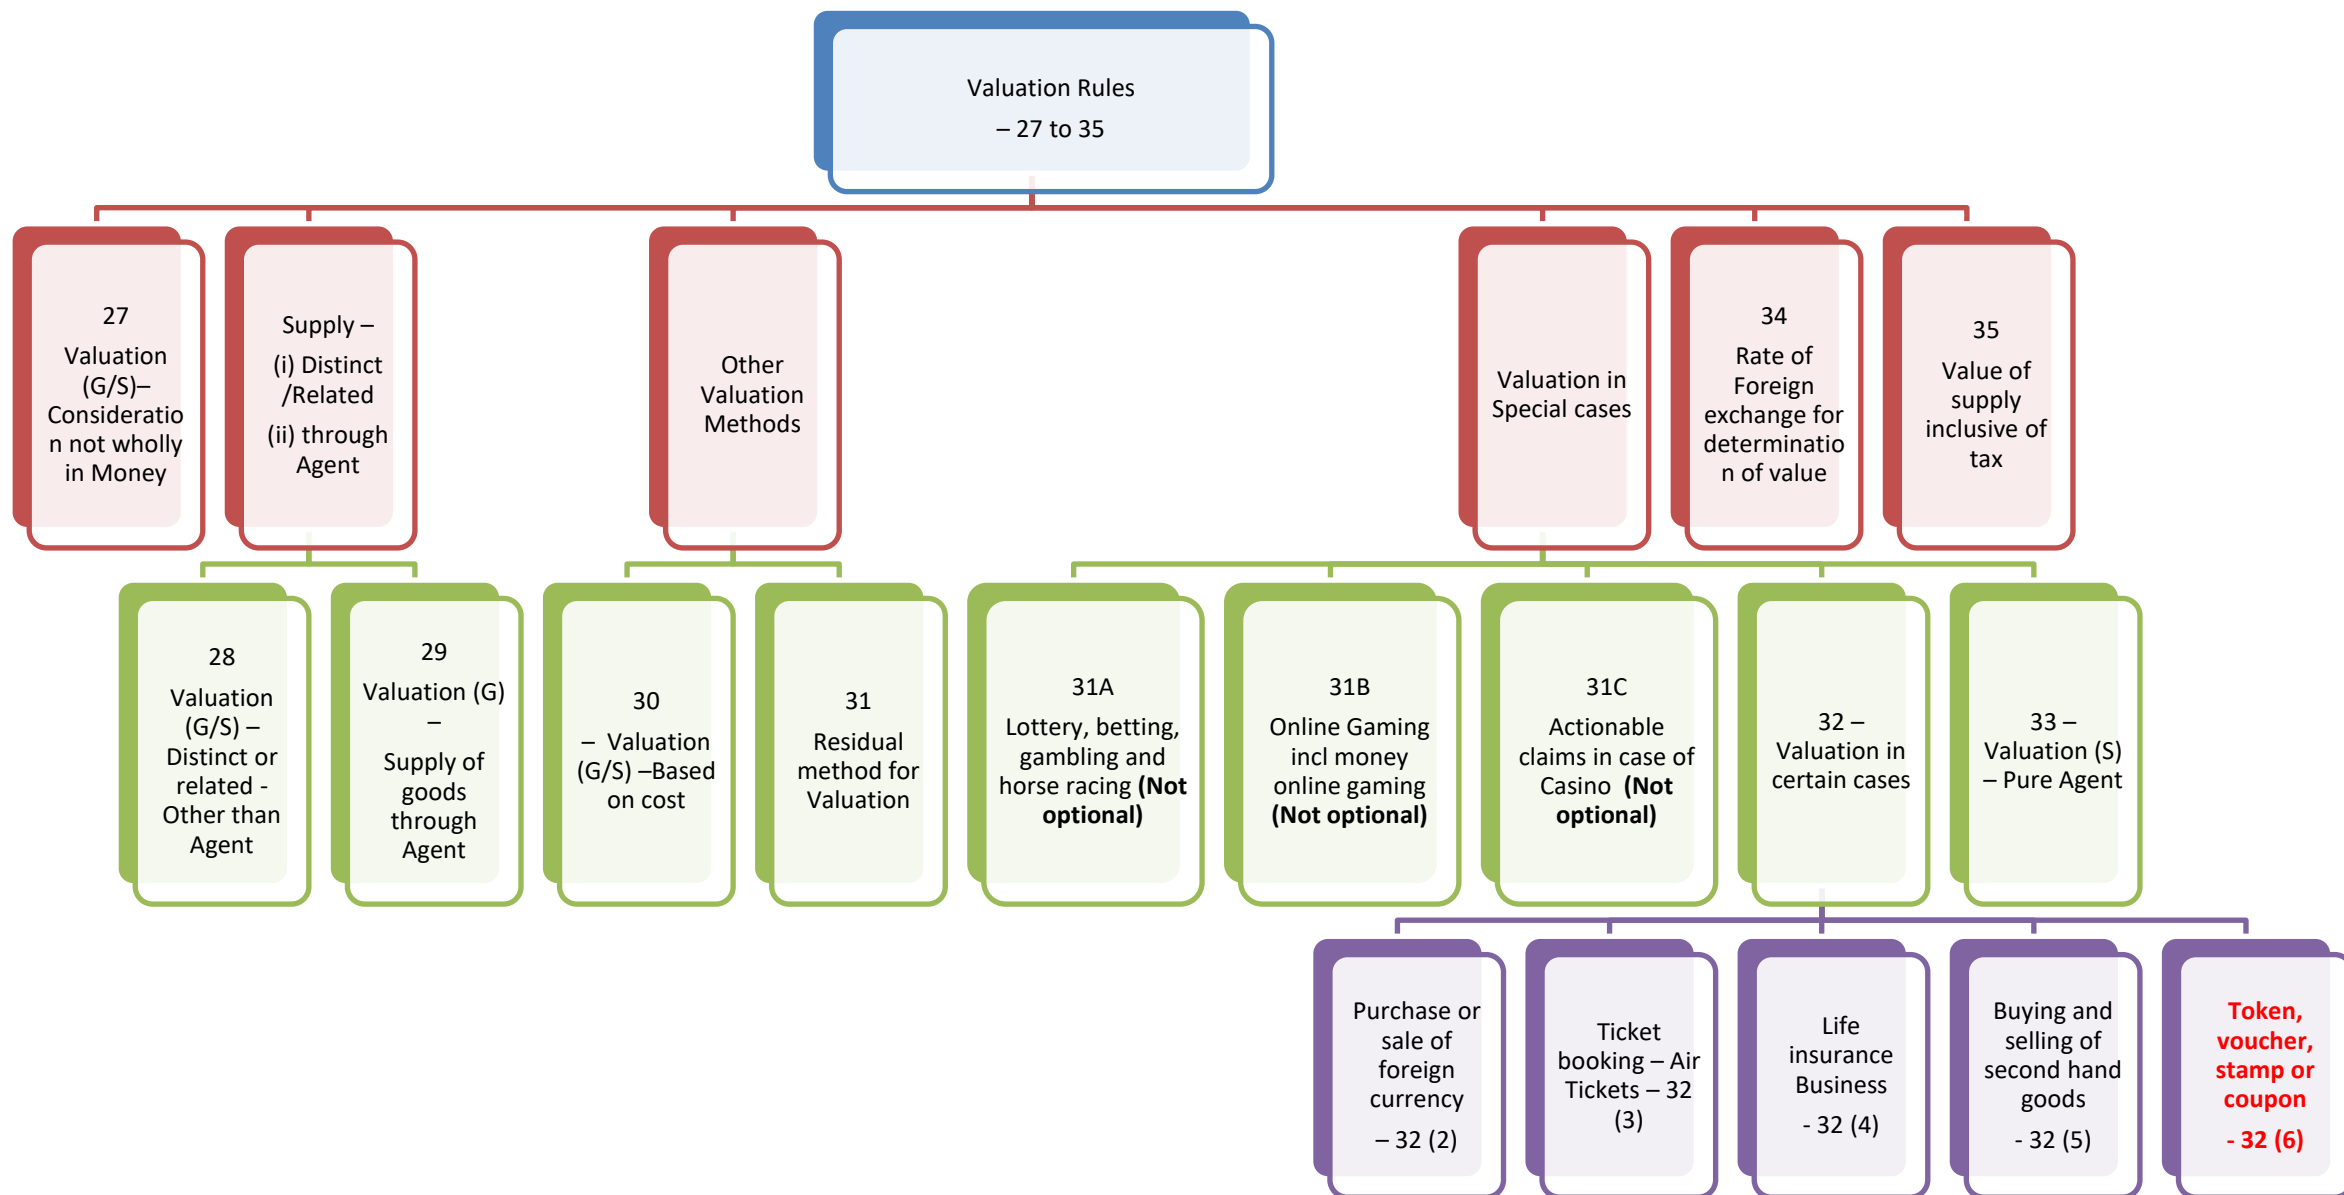 Valuation Rules
– 27 to 35
27
Valuation
(G/S)–
Consideratio
n not wholly
in Money
Supply –
(i) Distinct
/Related
(ii) through
Agent
Other
Valuation
Methods
Valuation in
Special cases
34
Rate of
Foreign
exchange for
determinatio
n of value
35
Value of
supply
inclusive of
tax
28
Valuation
(G/S) –
Distinct or
related -
Other than
Agent
29
Valuation (G)
–
Supply of
goods
through
Agent
30
– Valuation
(G/S) –Based
on cost
31
Residual
method for
Valuation
31A
Lottery, betting,
gambling and
horse racing (Not
optional)
31B
Online Gaming
incl money
online gaming
(Not optional)
31C
Actionable
claims in case of
Casino (Not
optional)
32 –
Valuation in
certain cases
33 –
Valuation (S)
– Pure Agent
Purchase or
sale of
foreign
currency
– 32 (2)
Ticket
booking – Air
Tickets – 32
(3)
Life
insurance
Business
- 32 (4)
Buying and
selling of
second hand
goods
- 32 (5)
Token,
voucher,
stamp or
coupon
- 32 (6)